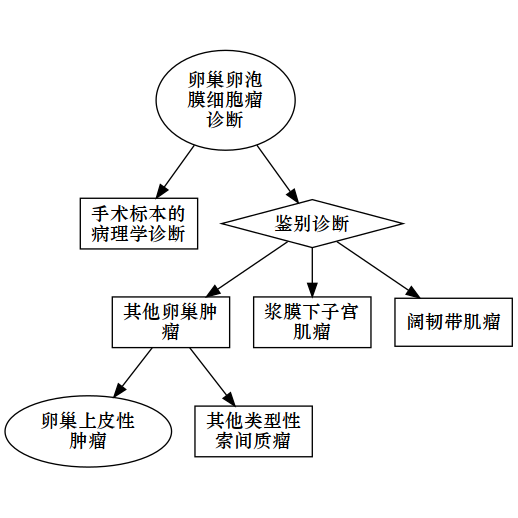 卵巢卵泡
膜细胞瘤
诊断
手术标本的
病理学诊断
鉴别诊断
其他卵巢肿
瘤
浆膜下子宫
肌瘤
阔韧带肌瘤
卵巢上皮性
肿瘤
其他类型性
索间质瘤